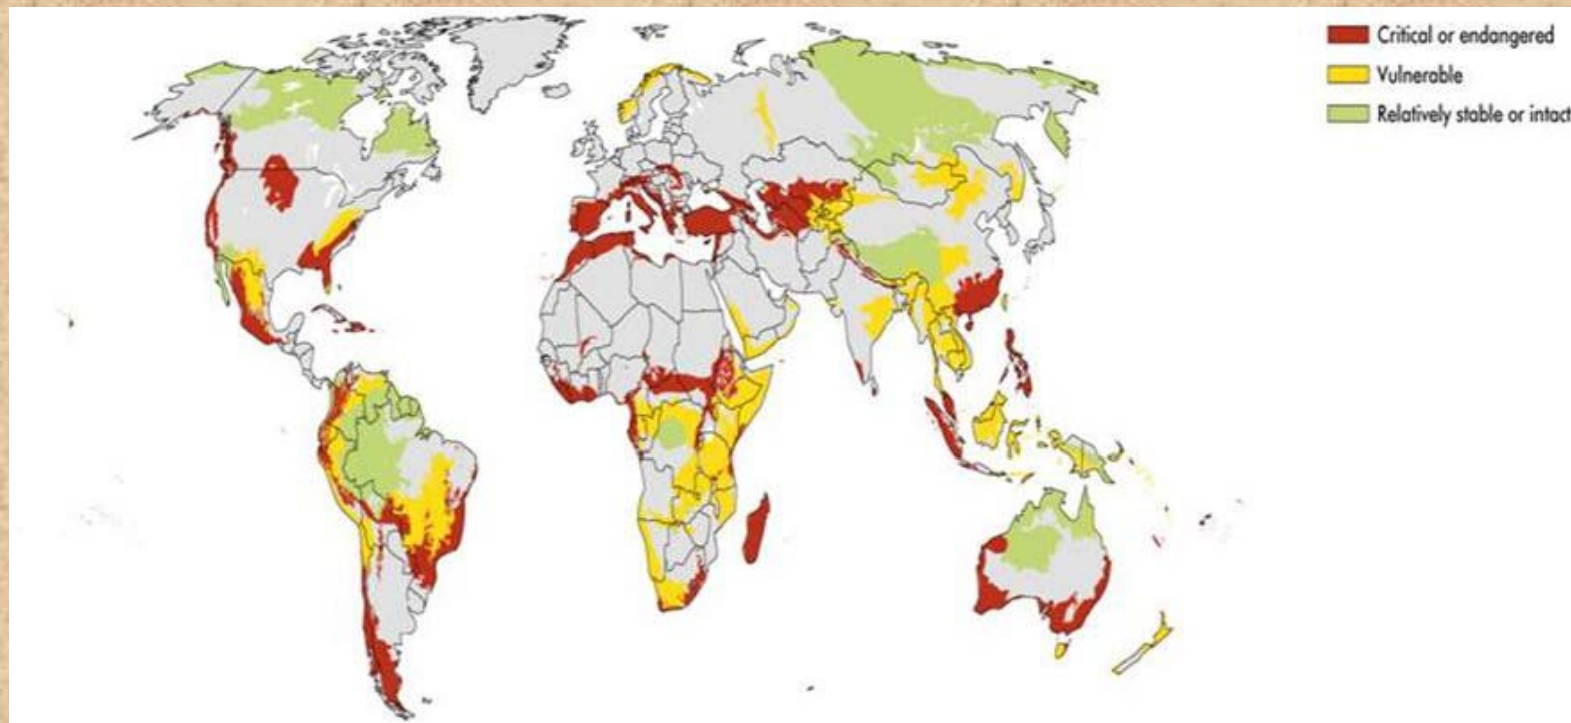 Critical or endangered
Vulnerable
Relatively stable or intact